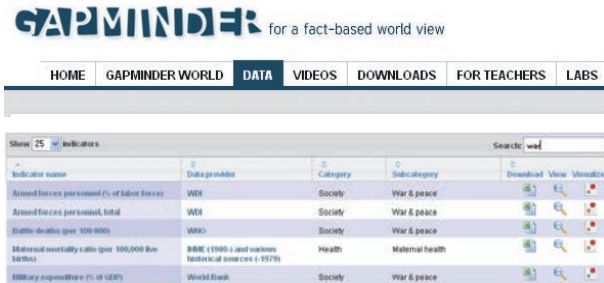 GAPMINDER for a fact-based world view
HOME GAPMINDER WORLD DATA VIDEOS DOWNLOADS FOR TEACHERS LABS
Show 25 indicators Search: war
Indicator name Data provider Category Subcategory Download View Visualize
Armed forces personnel (% of labor force) WDI Society War & peace
Armed forces personnel, total WDI Society War & peace
Battle deaths (per 100 000) WHO Society War & peace
Maternal mortality ratio (per 100,000 live births) IHME (1980-) and various historical sources (-1979) Health Maternal health
Military expenditure (% of GDP) World Bank Society War & peace